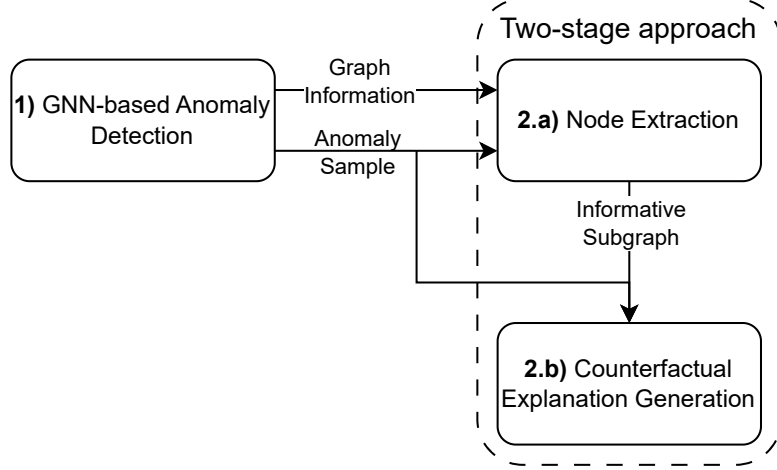 Two-stage approach
1) GNN-based Anomaly
Detection
Graph
Information
Anomaly
Sample
2.a) Node Extraction
Informative
Subgraph
2.b) Counterfactual
Explanation Generation